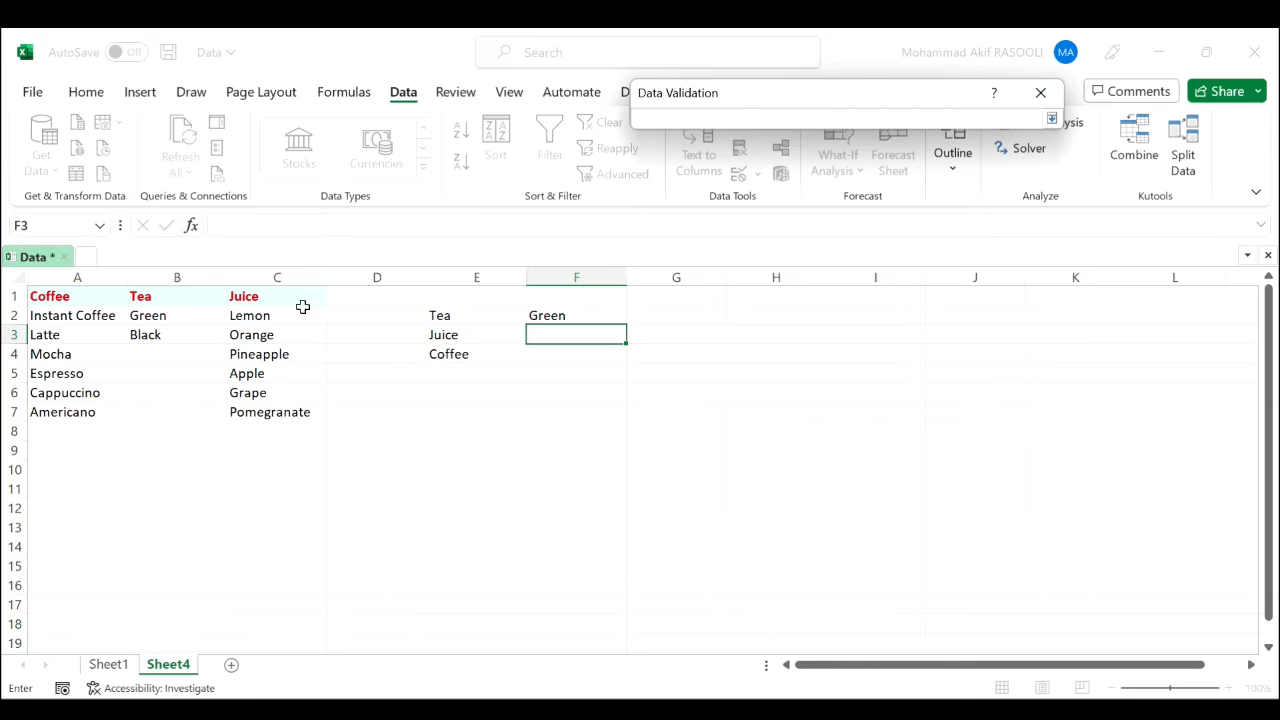 AutoSave Off Data Search Mohammad Akif RASOOLI MA
File Home Insert Draw Page Layout Formulas Data Review View Automate D Comments Share
Data Validation ?
Get Data Refresh All Stocks Currencies Sort Filter Clear Reapply Advanced Text to Columns What-If Analysis Forecast Sheet Outline Solver Combine Split Data
Get & Transform Data Queries & Connections Data Types Sort & Filter Data Tools Forecast Analyze Kutools
F3 fx
Data *
A B C D E F G H I J K L
1 Coffee Tea Juice
2 Instant Coffee Green Lemon Tea Green
3 Latte Black Orange Juice
4 Mocha Pineapple Coffee
5 Espresso Apple
6 Cappuccino Grape
7 Americano Pomegranate
8
9
10
11
12
13
14
15
16
17
18
19
Sheet1 Sheet4
Enter Accessibility: Investigate 100%